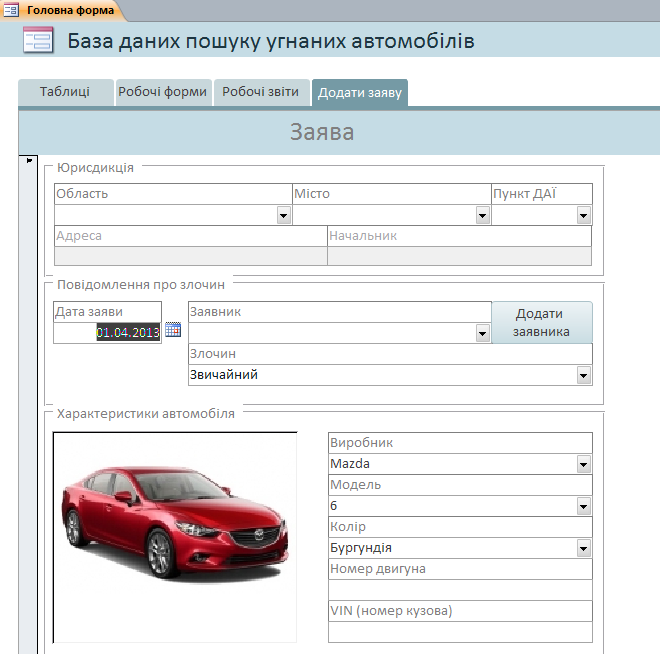 Головна форма
База даних пошуку угнаних автомобілів
Таблиці
Робочі форми
Робочі звіти
Додати заяву
Заява
Юрисдикція
Область
Місто
Пункт ДАЇ
Адреса
Начальник
Повідомлення про злочин
Дата заяви
01.04.2013
Заявник
Додати
заявника
Злочин
Звичайний
Характеристики автомобіля
Виробник
Mazda
Модель
6
Колір
Бургундія
Номер двигуна
VIN (номер кузова)